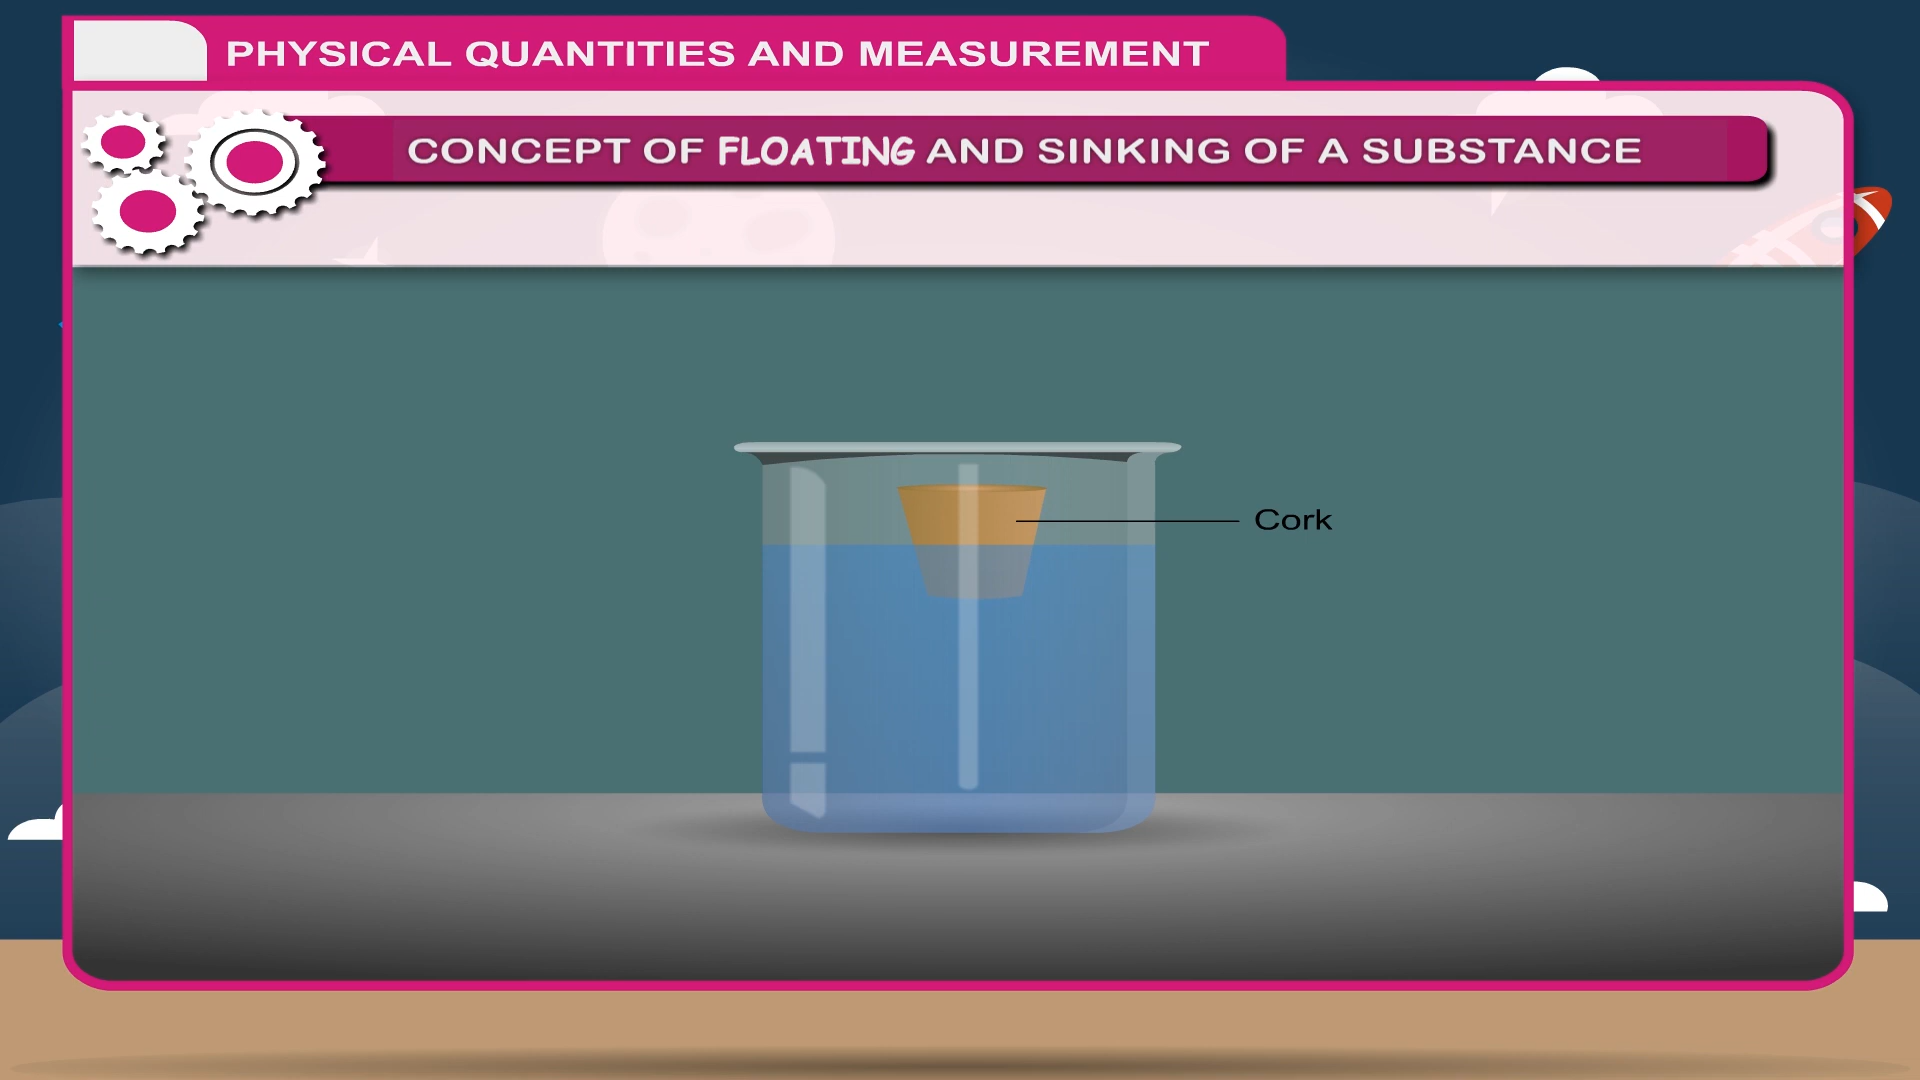 PHYSICAL QUANTITIES AND MEASUREMENT
CONCEPT OF FLOATING AND SINKING OF A SUBSTANCE
Cork